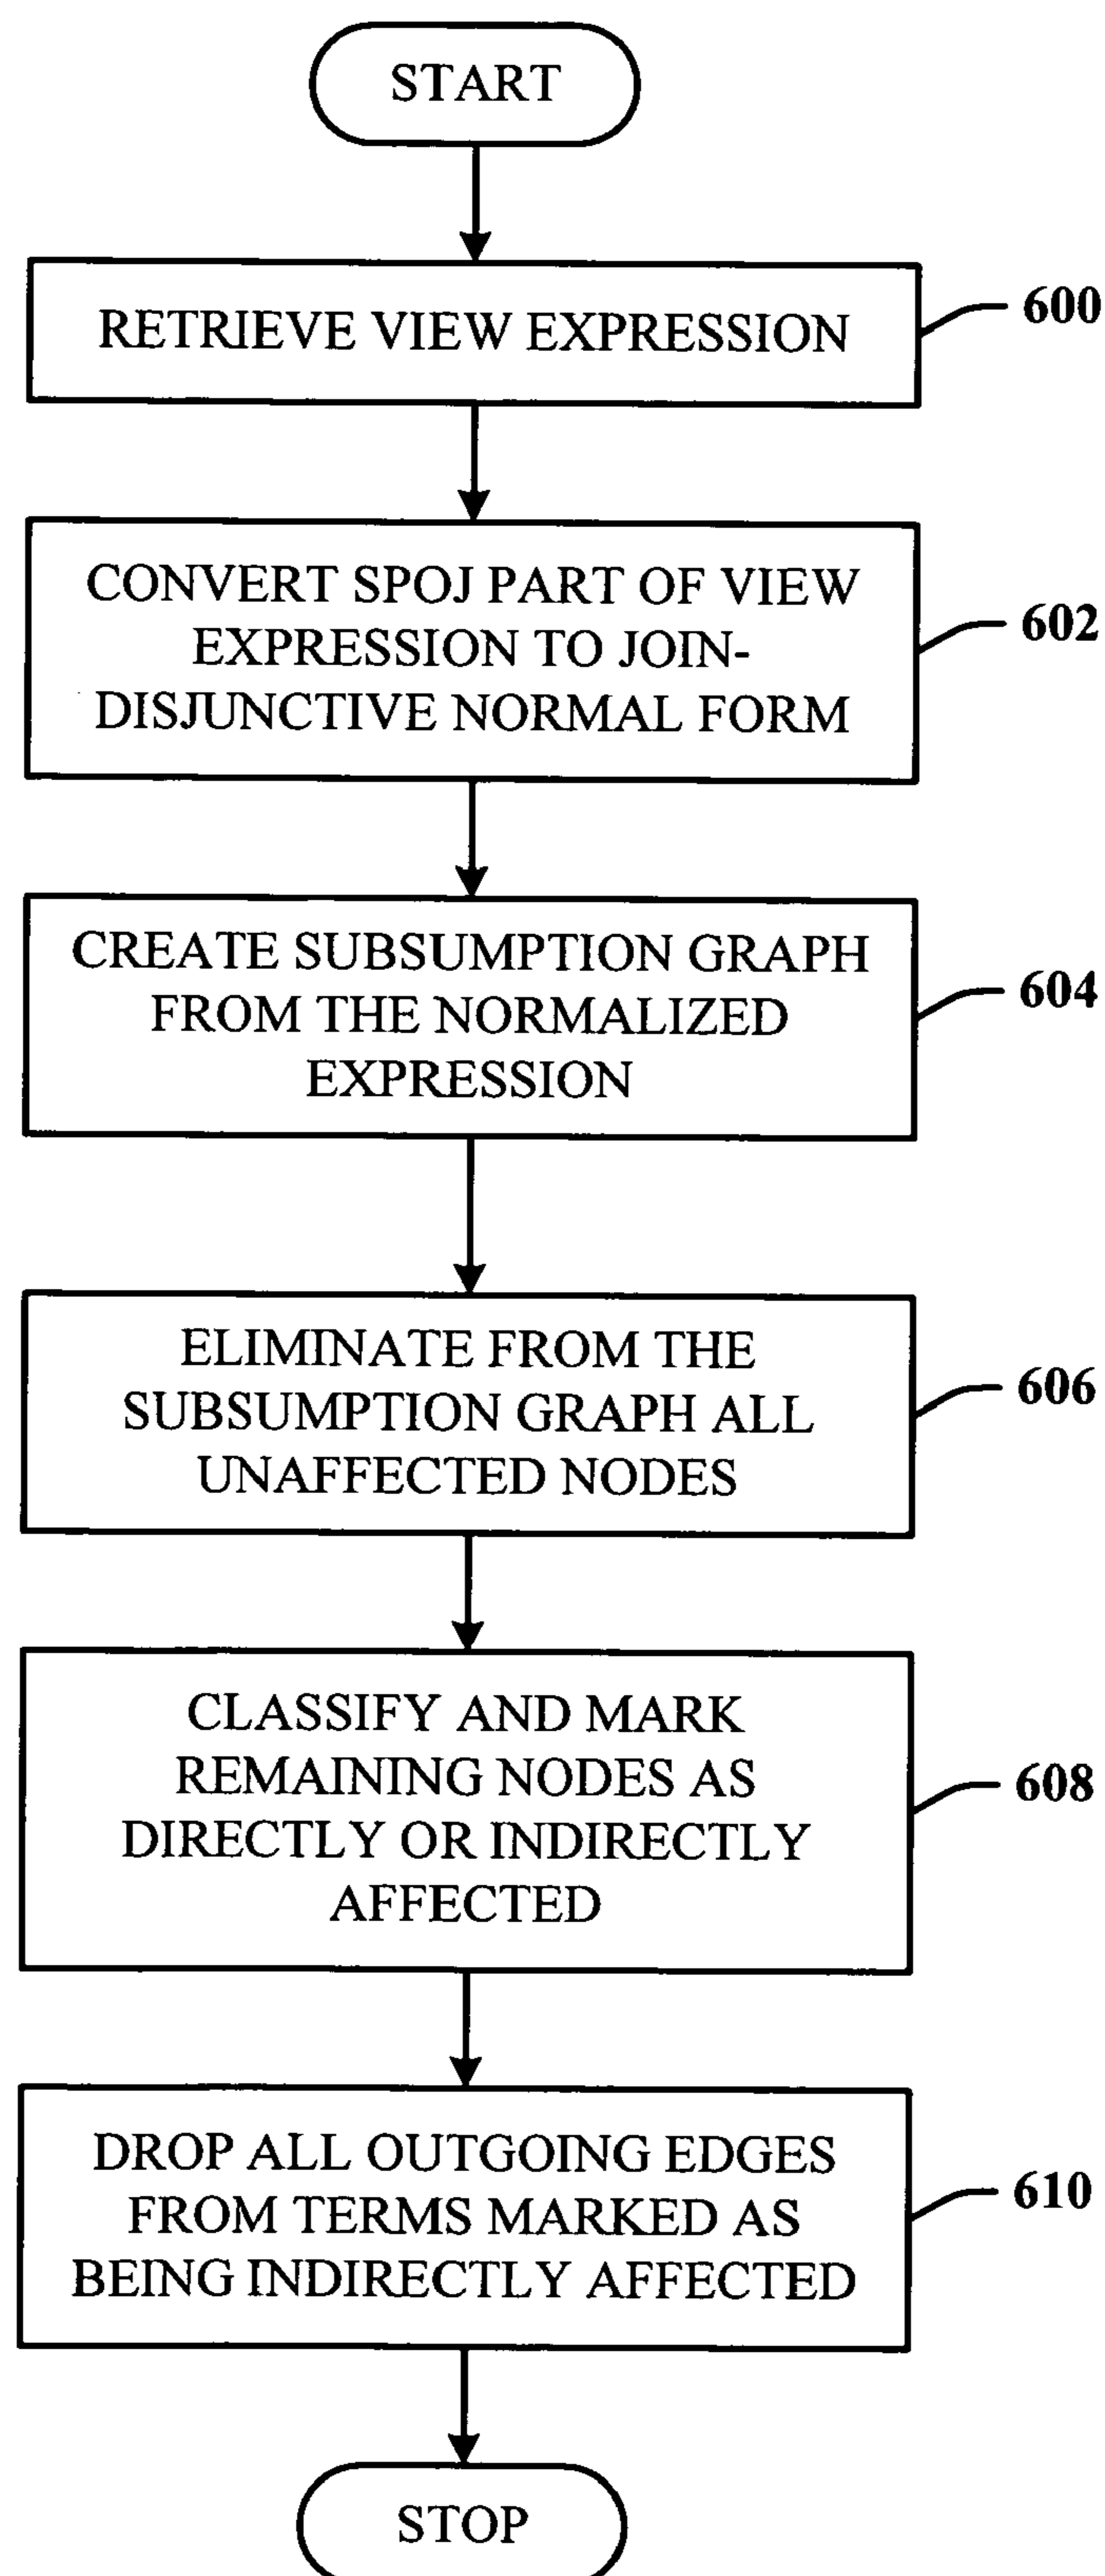 START
RETRIEVE VIEW EXPRESSION
600
CONVERT SPOJ PART OF VIEW
EXPRESSION TO JOIN-
DISJUNCTIVE NORMAL FORM
602
CREATE SUBSUMPTION GRAPH
FROM THE NORMALIZED
EXPRESSION
604
ELIMINATE FROM THE
SUBSUMPTION GRAPH ALL
UNAFFECTED NODES
606
CLASSIFY AND MARK
REMAINING NODES AS
DIRECTLY OR INDIRECTLY
AFFECTED
608
DROP ALL OUTGOING EDGES
FROM TERMS MARKED AS
BEING INDIRECTLY AFFECTED
610
STOP